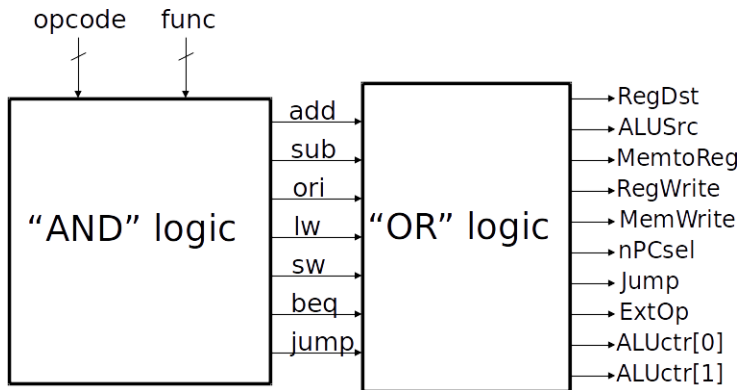 opcode func
add
sub
ori
lw
sw
beq
jump
“AND” logic
“OR” logic
RegDst
ALUSrc
MemtoReg
RegWrite
MemWrite
nPCsel
Jump
ExtOp
ALUctr[0]
ALUctr[1]